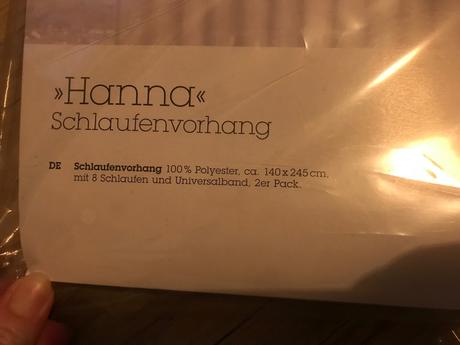 »Hanna«
Schlaufenvorhang
DE Schlaufenvorhang 100% Polyester, ca. 140x245cm,
mit 8 Schlaufen und Universalband, 2er Pack.